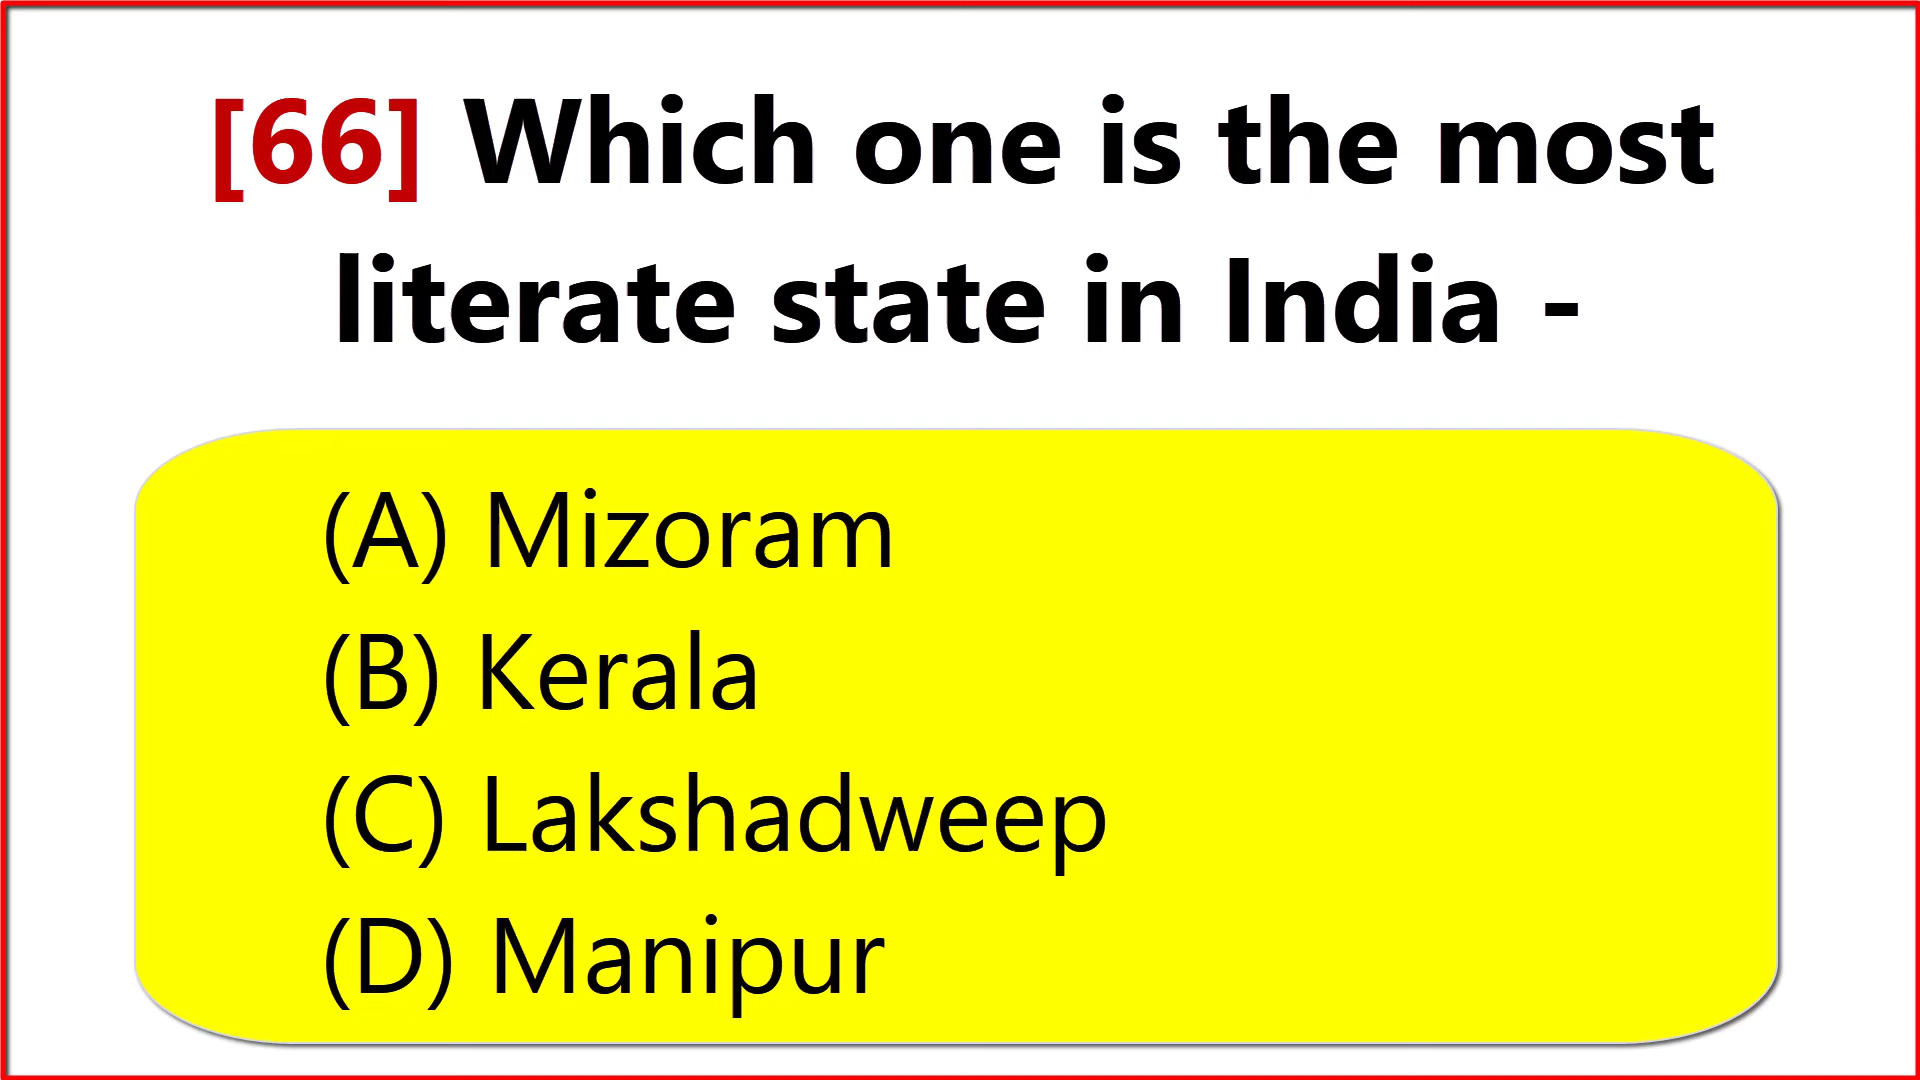 [66] Which one is the most
literate state in India -
(A) Mizoram
(B) Kerala
(C) Lakshadweep
(D) Manipur